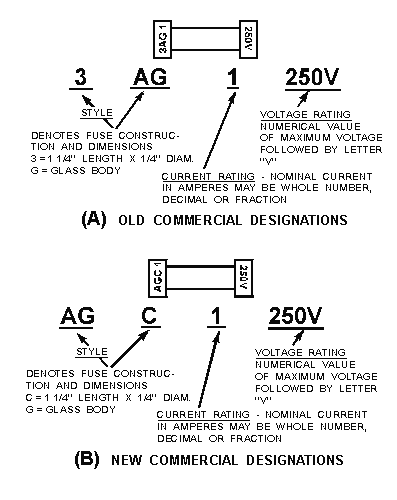 3AG 1 250V
3 AG 1 250V
STYLE
DENOTES FUSE CONSTRUC-
TION AND DIMENSIONS
3 = 1 1/4" LENGTH X 1/4" DIAM.
G = GLASS BODY
VOLTAGE RATING
NUMERICAL VALUE
OF MAXIMUM VOLTAGE
FOLLOWED BY LETTER
"V"
CURRENT RATING - NOMINAL CURRENT
IN AMPERES MAY BE WHOLE NUMBER,
DECIMAL OR FRACTION
(A) OLD COMMERCIAL DESIGNATIONS
AGC 1 250V
AG C 1 250V
STYLE
DENOTES FUSE CONSTRUC-
TION AND DIMENSIONS
C = 1 1/4" LENGTH X 1/4" DIAM.
G = GLASS BODY
VOLTAGE RATING
NUMERICAL VALUE
OF MAXIMUM VOLTAGE
FOLLOWED BY LETTER
"V"
CURRENT RATING - NOMINAL CURRENT
IN AMPERES MAY BE WHOLE NUMBER,
DECIMAL OR FRACTION
(B) NEW COMMERCIAL DESIGNATIONS